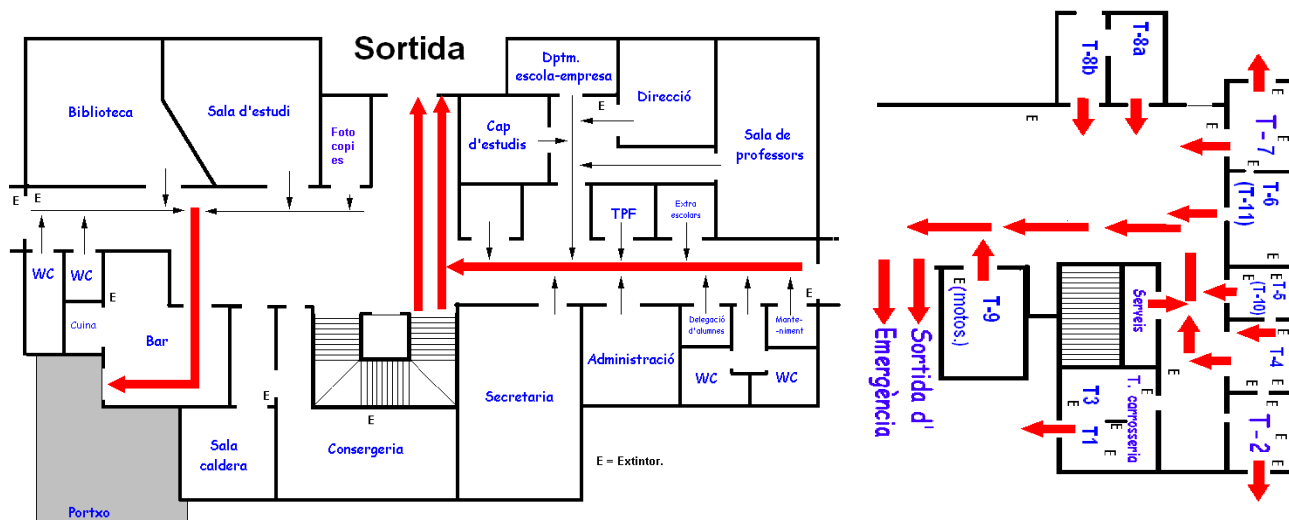 Sortida
Dptm.
escola-empresa
Biblioteca
Sala d'estudi
Foto
copi
es
Cap
d'estudis
E
Direcció
Sala de
professors
E
E
TPF
Extra
escolars
WC
WC
E
Cuina
Bar
E
Delegació
d'alumnes
Mante-
niment
Administració
WC
WC
Secretaria
Sala
caldera
E
E
Consergeria
E = Extintor.
Portxo
T-8b
T-8a
E
E
E
E
T-7
E
E
T-6
(T-11)
E
E
T-5
(T-10)
E
E
Serveis
E
T-9
(motos.)
Sortida d'
Emergència
E
T-4
E
E
T3
E
T1
E
E
E
T. carrosseria
E
E
T-2
E
E